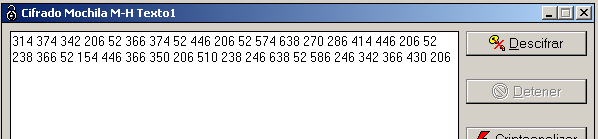 Cifrado Mochila M-H Texto1
314 374 342 206 52 366 374 52 446 206 52 574 638 270 286 414 446 206 52
238 366 52 154 446 366 350 206 510 238 246 638 52 586 246 342 366 430 206
Descifrar
Detener
Criptoanalizar